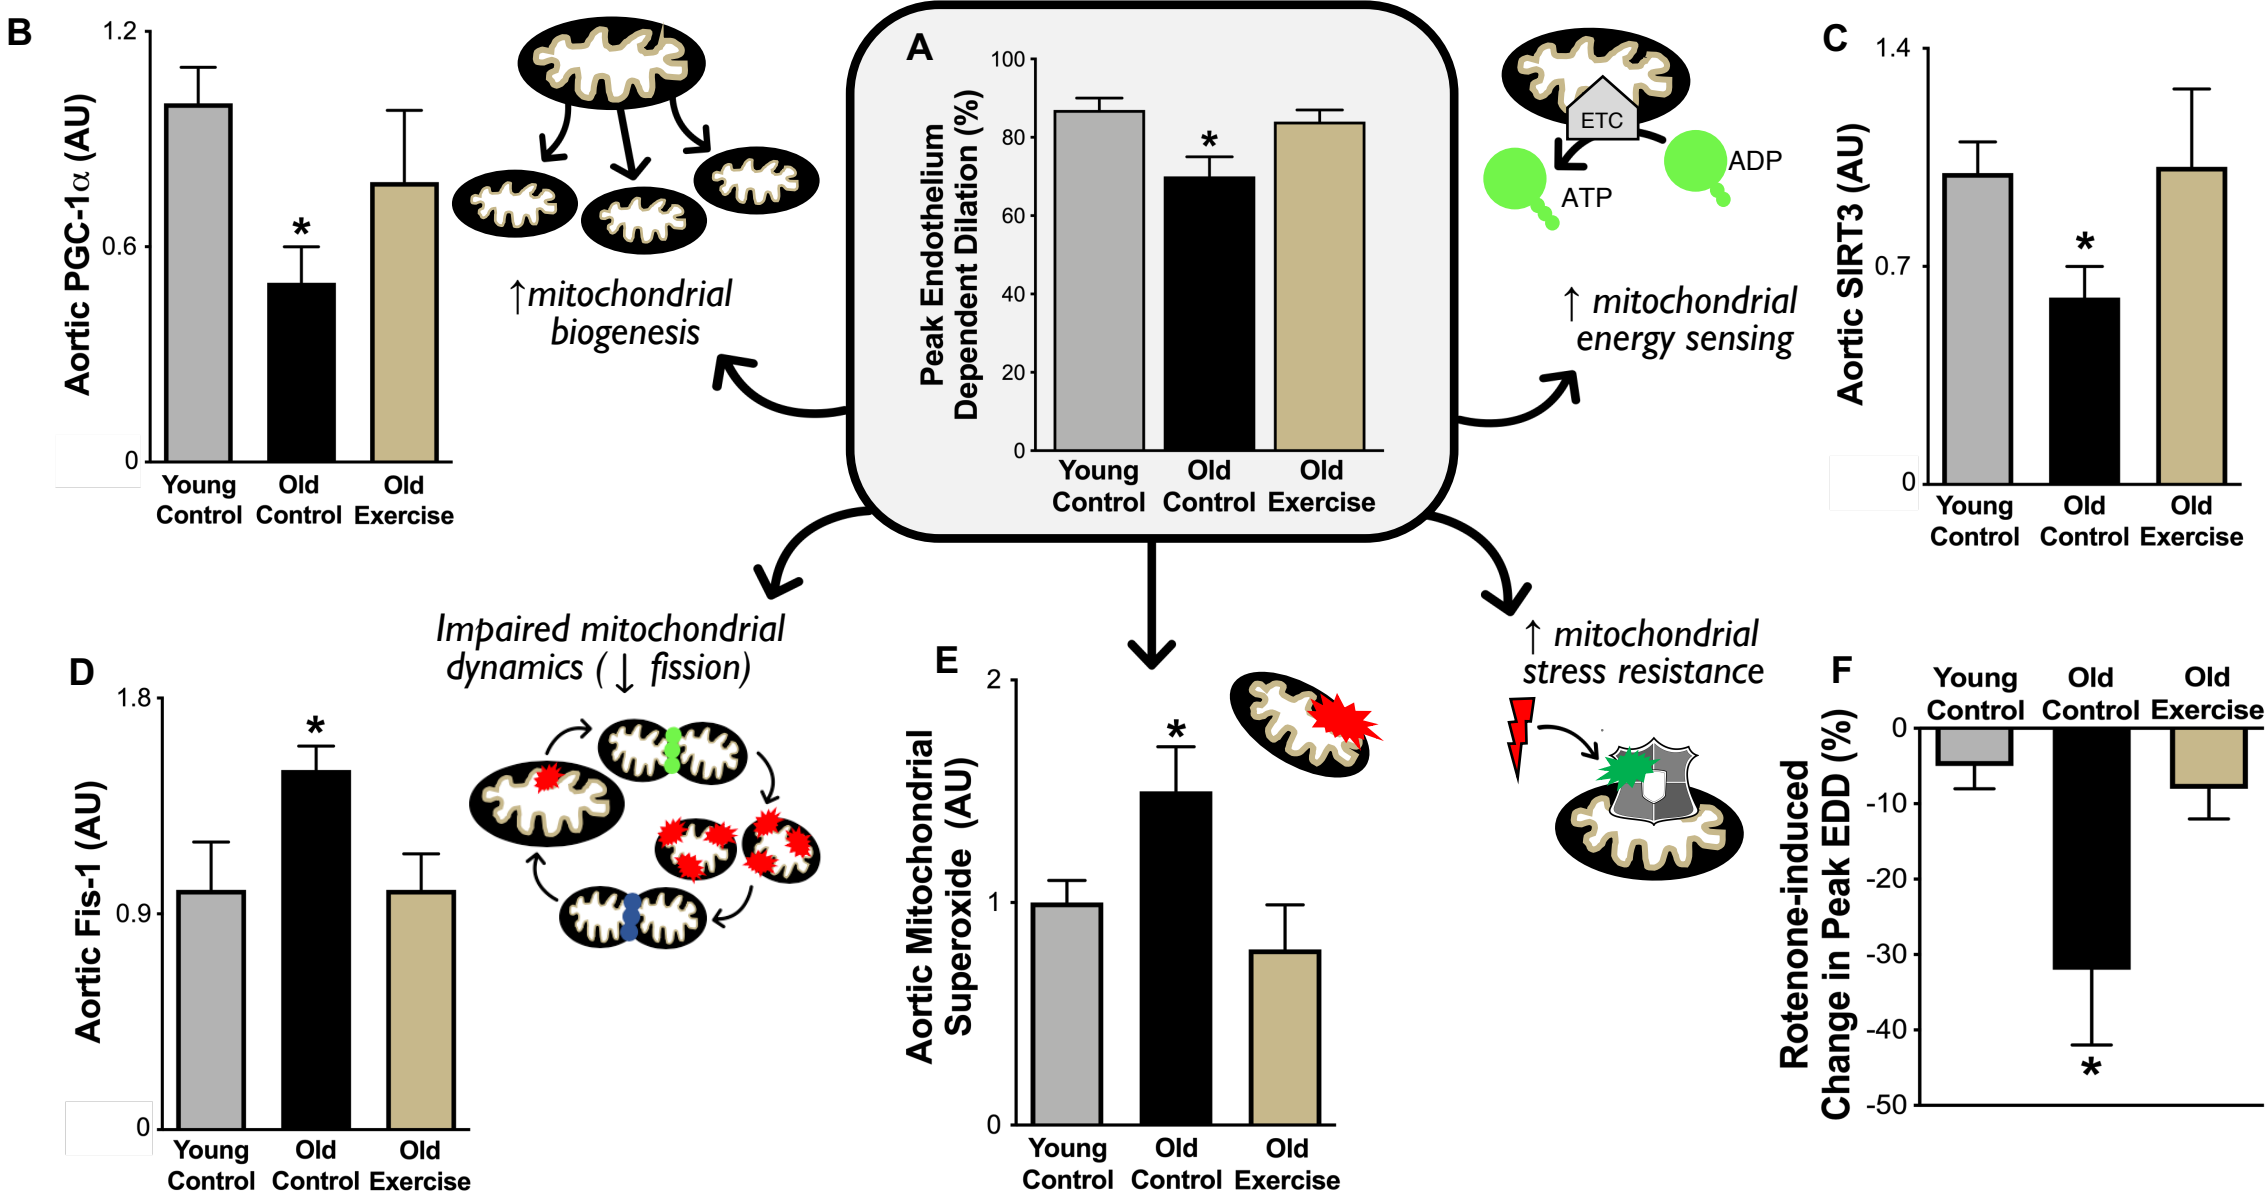 B
1.2
0.6
0
Aortic PGC-1α (AU)
*
Young
Control
Old
Control
Old
Exercise
↑mitochondrial
biogenesis
A
100
80
60
40
20
0
Peak Endothelium
Dependent Dilation (%)
*
Young
Control
Old
Control
Old
Exercise
ETC
ATP
ADP
↑ mitochondrial
energy sensing
C
1.4
0.7
0
Aortic SIRT3 (AU)
*
Young
Control
Old
Control
Old
Exercise
Impaired mitochondrial
dynamics (↓ fission)
D
1.8
0.9
0
Aortic Fis-1 (AU)
*
Young
Control
Old
Control
Old
Exercise
E
2
1
0
Aortic Mitochondrial
Superoxide (AU)
*
Young
Control
Old
Control
Old
Exercise
↑ mitochondrial
stress resistance
F
Young
Control
Old
Control
Old
Exercise
0
-10
-20
-30
-40
-50
Rotenone-induced
Change in Peak EDD (%)
*